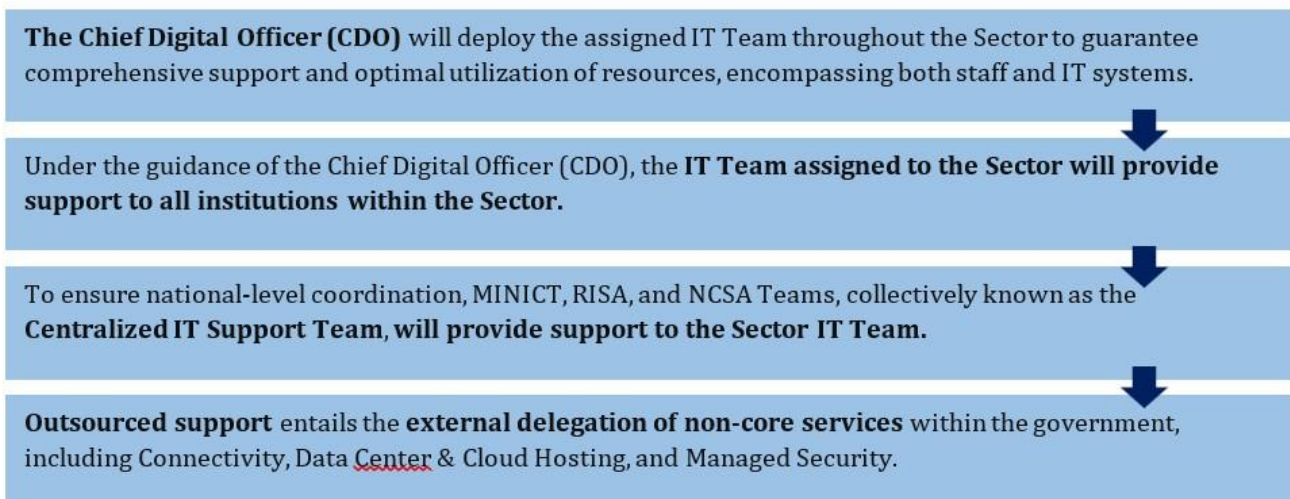 The Chief Digital Officer (CDO) will deploy the assigned IT Team throughout the Sector to guarantee
comprehensive support and optimal utilization of resources, encompassing both staff and IT systems.
Under the guidance of the Chief Digital Officer (CDO), the IT Team assigned to the Sector will provide
support to all institutions within the Sector.
To ensure national-level coordination, MINICT, RISA, and NCSA Teams, collectively known as the
Centralized IT Support Team, will provide support to the Sector IT Team.
Outsourced support entails the external delegation of non-core services within the government,
including Connectivity, Data Center & Cloud Hosting, and Managed Security.